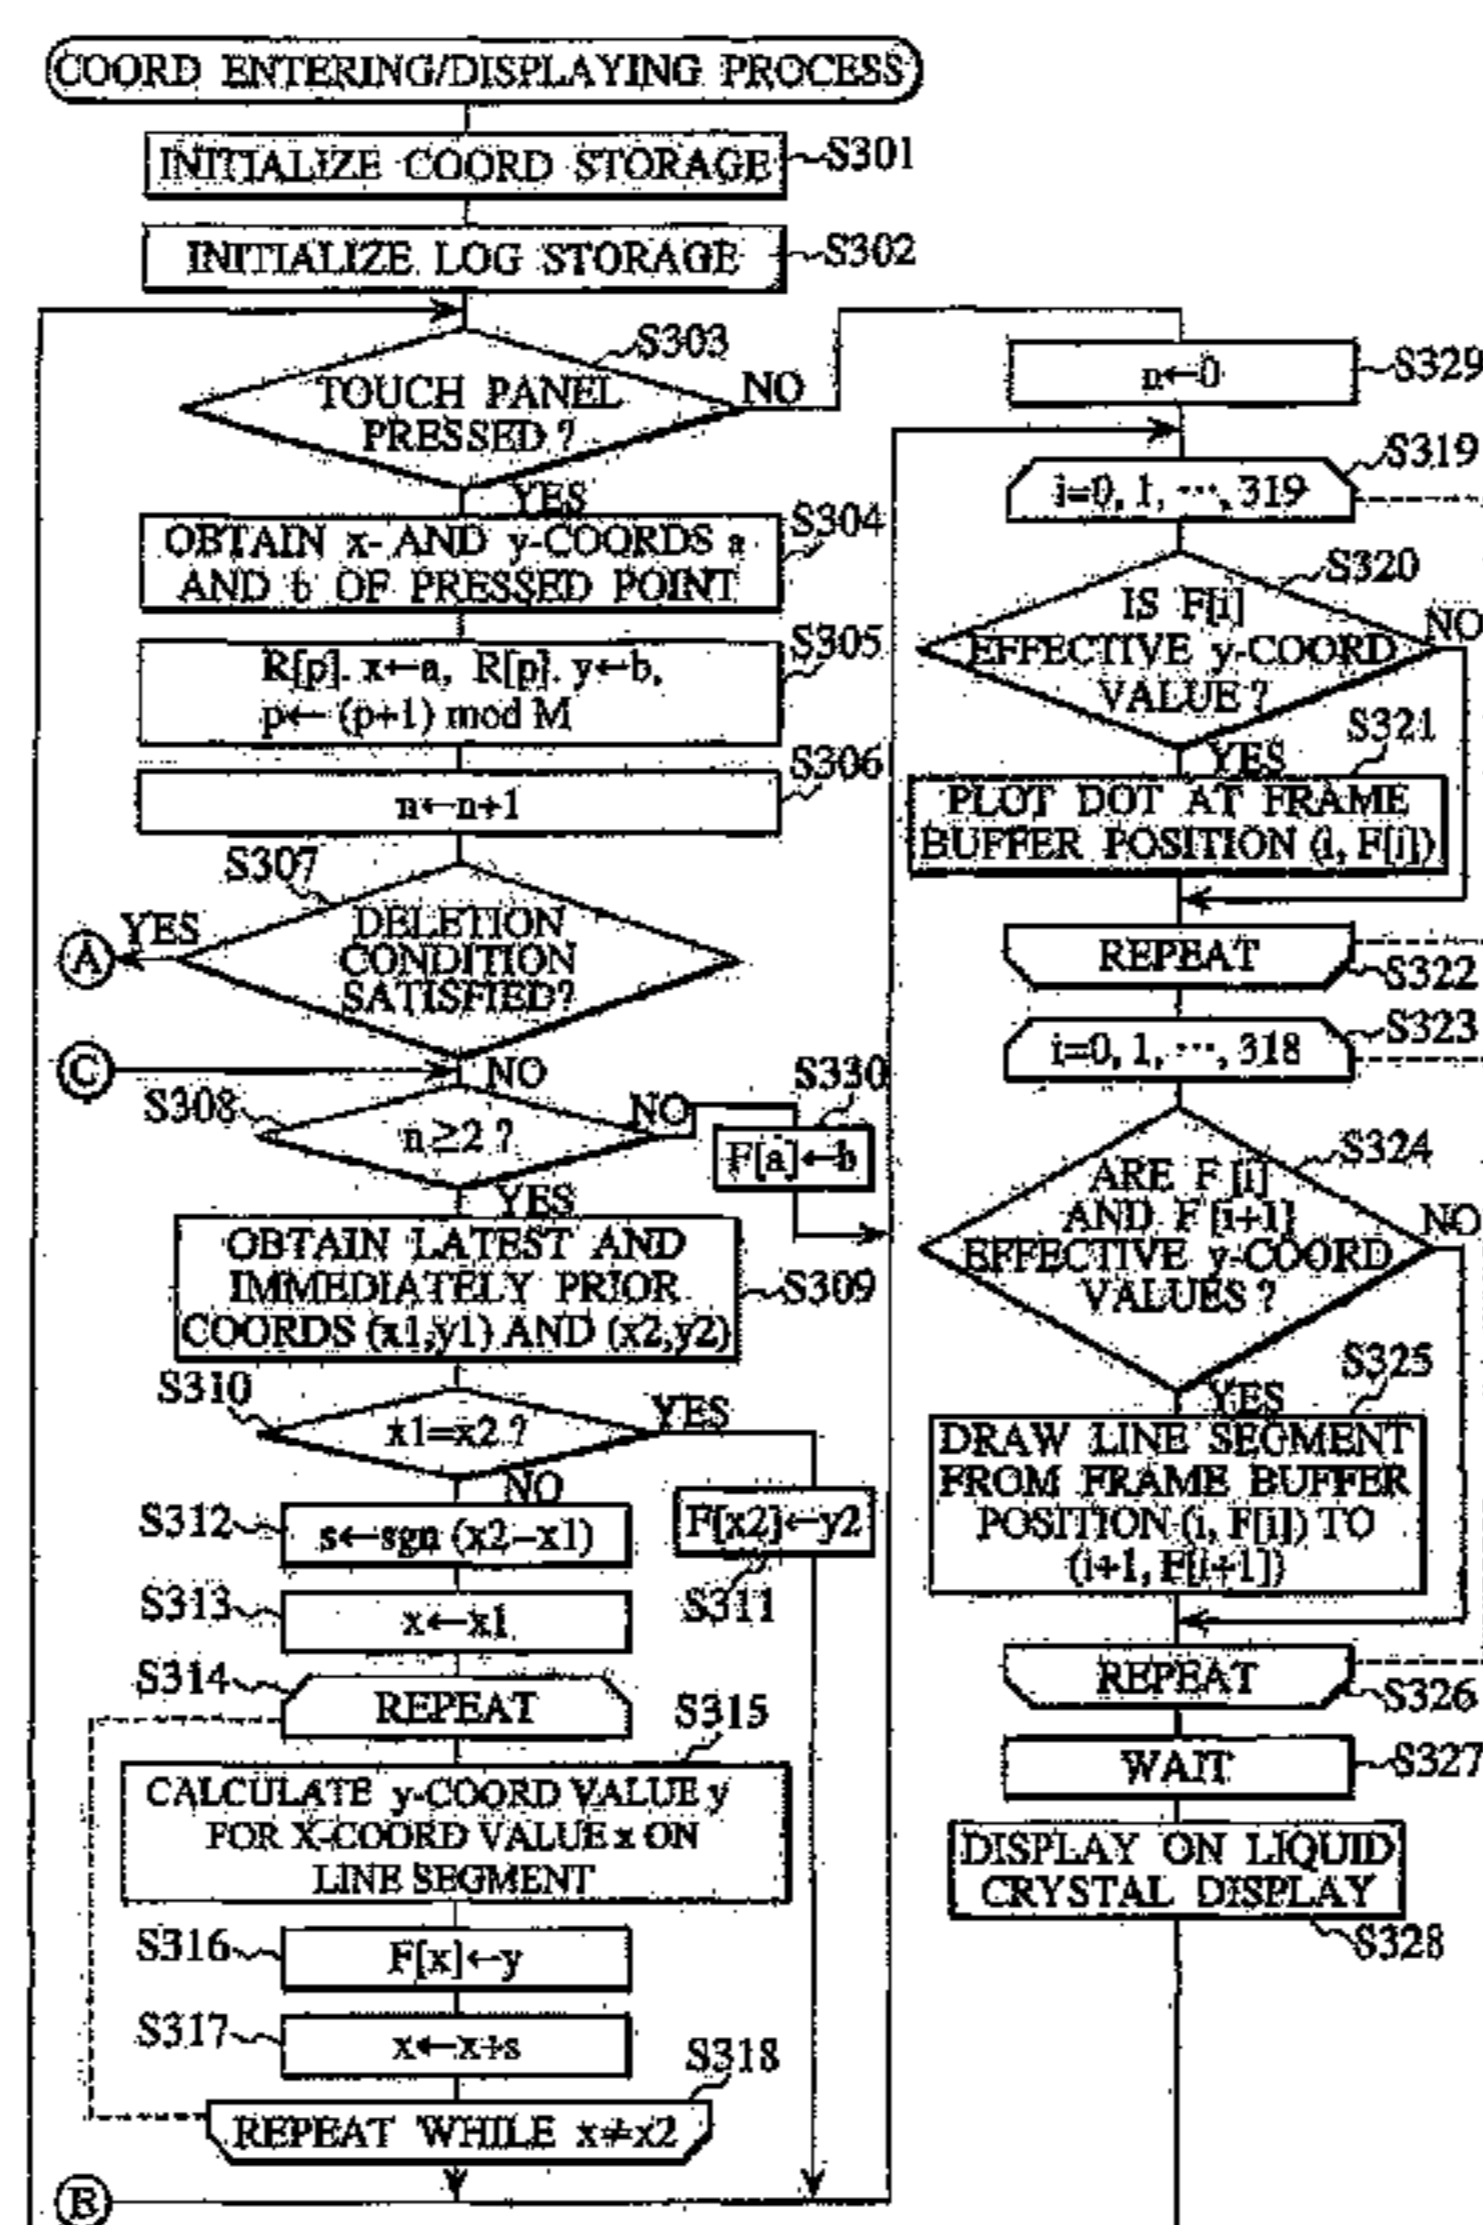 COORD ENTERING/DISPLAYING PROCESS
INITIALIZE COORD STORAGE
S301
INITIALIZE LOG STORAGE
S302
S303
TOUCH PANEL
PRESSED ?
NO
YES
OBTAIN x- AND y-COORDS a
AND b OF PRESSED POINT
S304
R[p]. x←a, R[p]. y←b,
p← (p+1) mod M
S305
n←n+1
S306
S307
DELETION
CONDITION
SATISFIED?
YES
A
NO
C
S308
n≥2 ?
NO
S330
F[a]←b
YES
OBTAIN LATEST AND
IMMEDIATELY PRIOR
COORDS (x1,y1) AND (x2,y2)
S309
S310
x1=x2 ?
YES
NO
S312
s←sgn (x2−x1)
F[x2]←y2
S311
S313
x←x1
S314
REPEAT
S315
CALCULATE y-COORD VALUE y
FOR X-COORD VALUE x ON
LINE SEGMENT
S316
F[x]←y
S317
x←x+s
S318
REPEAT WHILE x≠x2
n←0
S329
S319
i=0, 1, ···, 319
S320
IS F[i]
EFFECTIVE y-COORD
VALUE ?
NO
YES
S321
PLOT DOT AT FRAME
BUFFER POSITION (i, F[i])
REPEAT
S322
S323
i=0, 1, ···, 318
S324
ARE F [i]
AND F [i+1]
EFFECTIVE y-COORD
VALUES ?
NO
YES
S325
DRAW LINE SEGMENT
FROM FRAME BUFFER
POSITION (i, F[i]) TO
(i+1, F[i+1])
REPEAT
S326
WAIT
S327
DISPLAY ON LIQUID
CRYSTAL DISPLAY
S328